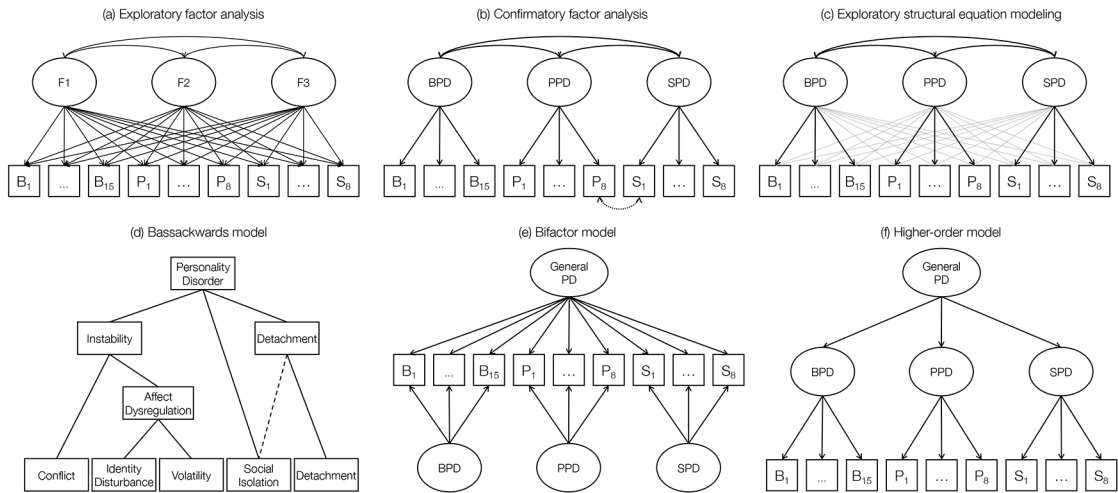 (a) Exploratory factor analysis
F1 F2 F3
B1 ... B15 P1 ... P8 S1 ... S8
(b) Confirmatory factor analysis
BPD PPD SPD
B1 ... B15 P1 ... P8 S1 ... S8
(c) Exploratory structural equation modeling
BPD PPD SPD
B1 ... B15 P1 ... P8 S1 ... S8
(d) Bassackwards model
Personality
Disorder
Instability
Detachment
Affect
Dysregulation
Conflict
Identity
Disturbance
Volatility
Social
Isolation
Detachment
(e) Bifactor model
General
PD
B1 ... B15 P1 ... P8 S1 ... S8
BPD PPD SPD
(f) Higher-order model
General
PD
BPD PPD SPD
B1 ... B15 P1 ... P8 S1 ... S8